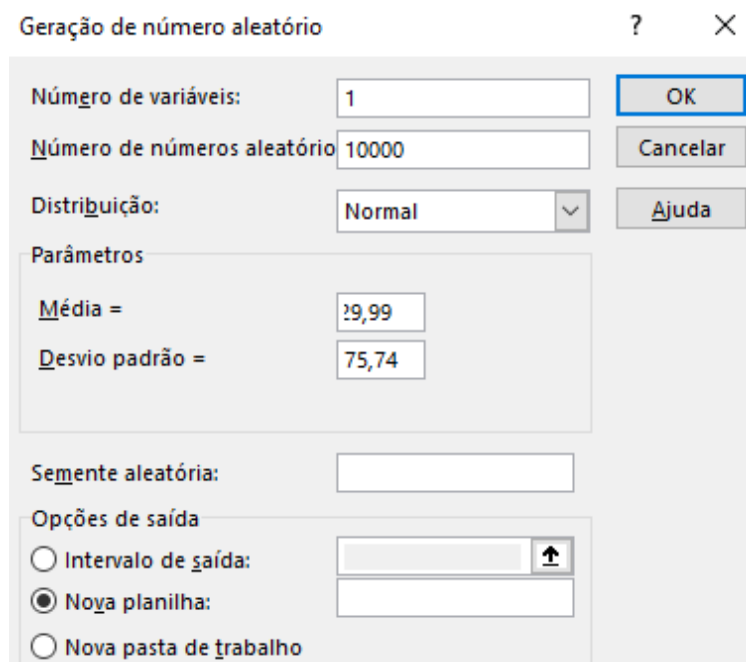 Geração de número aleatório ? ×
Número de variáveis: 1 OK
Número de números aleatório 10000 Cancelar
Distribuição: Normal Ajuda
Parâmetros
Média = 29,99
Desvio padrão = 75,74
Semente aleatória:
Opções de saída
Intervalo de saída:
Nova planilha:
Nova pasta de trabalho